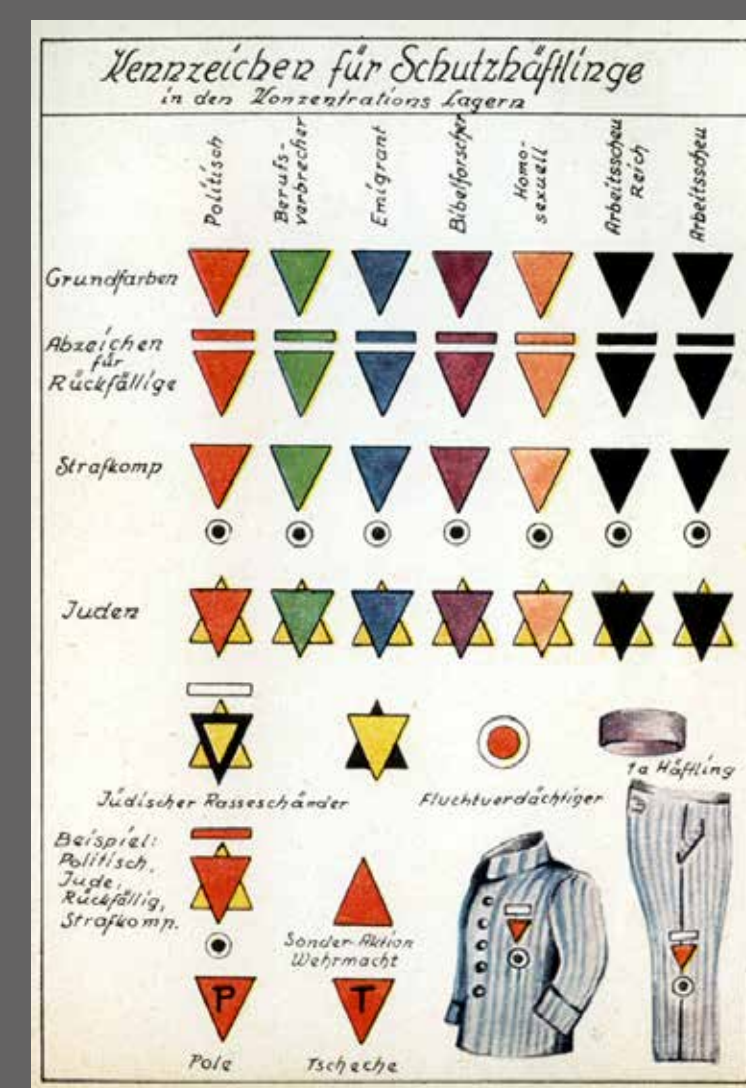 Kennzeichen für Schutzhäftlinge
in den Konzentrations Lagern
Politisch
Berufs-
verbrecher
Emigrant
Bibelforscher
Homo-
sexuell
Arbeitsscheu
Reich
Arbeitsscheu
Grundfarben
Abzeichen
für
Rückfällige
Strafkomp
Juden
Jüdischer Rasseschänder
Fluchtverdächtiger
1a Häftling
Beispiel:
Politisch,
Jude,
Rückfällig,
Strafkomp.
Sonder-Aktion
Wehrmacht
P
T
Pole
Tscheche